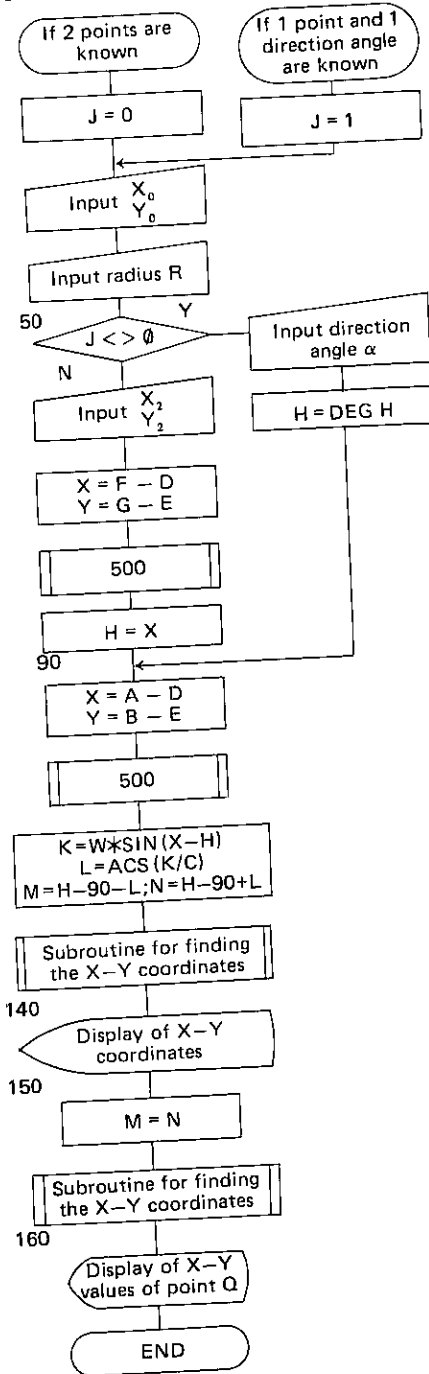 If 2 points are
known
If 1 point and 1
direction angle
are known
J = 0
J = 1
Input X₀
Y₀
Input radius R
50
J < > Ø
Y
N
Input direction
angle α
H = DEG H
Input X₂
Y₂
X = F – D
Y = G – E
500
H = X
90
X = A – D
Y = B – E
500
K=W*SIN(X–H)
L=ACS(K/C)
M=H–90–L;N=H–90+L
Subroutine for finding
the X–Y coordinates
140
Display of X–Y
coordinates
150
M = N
Subroutine for finding
the X–Y coordinates
160
Display of X–Y
values of point Q
END